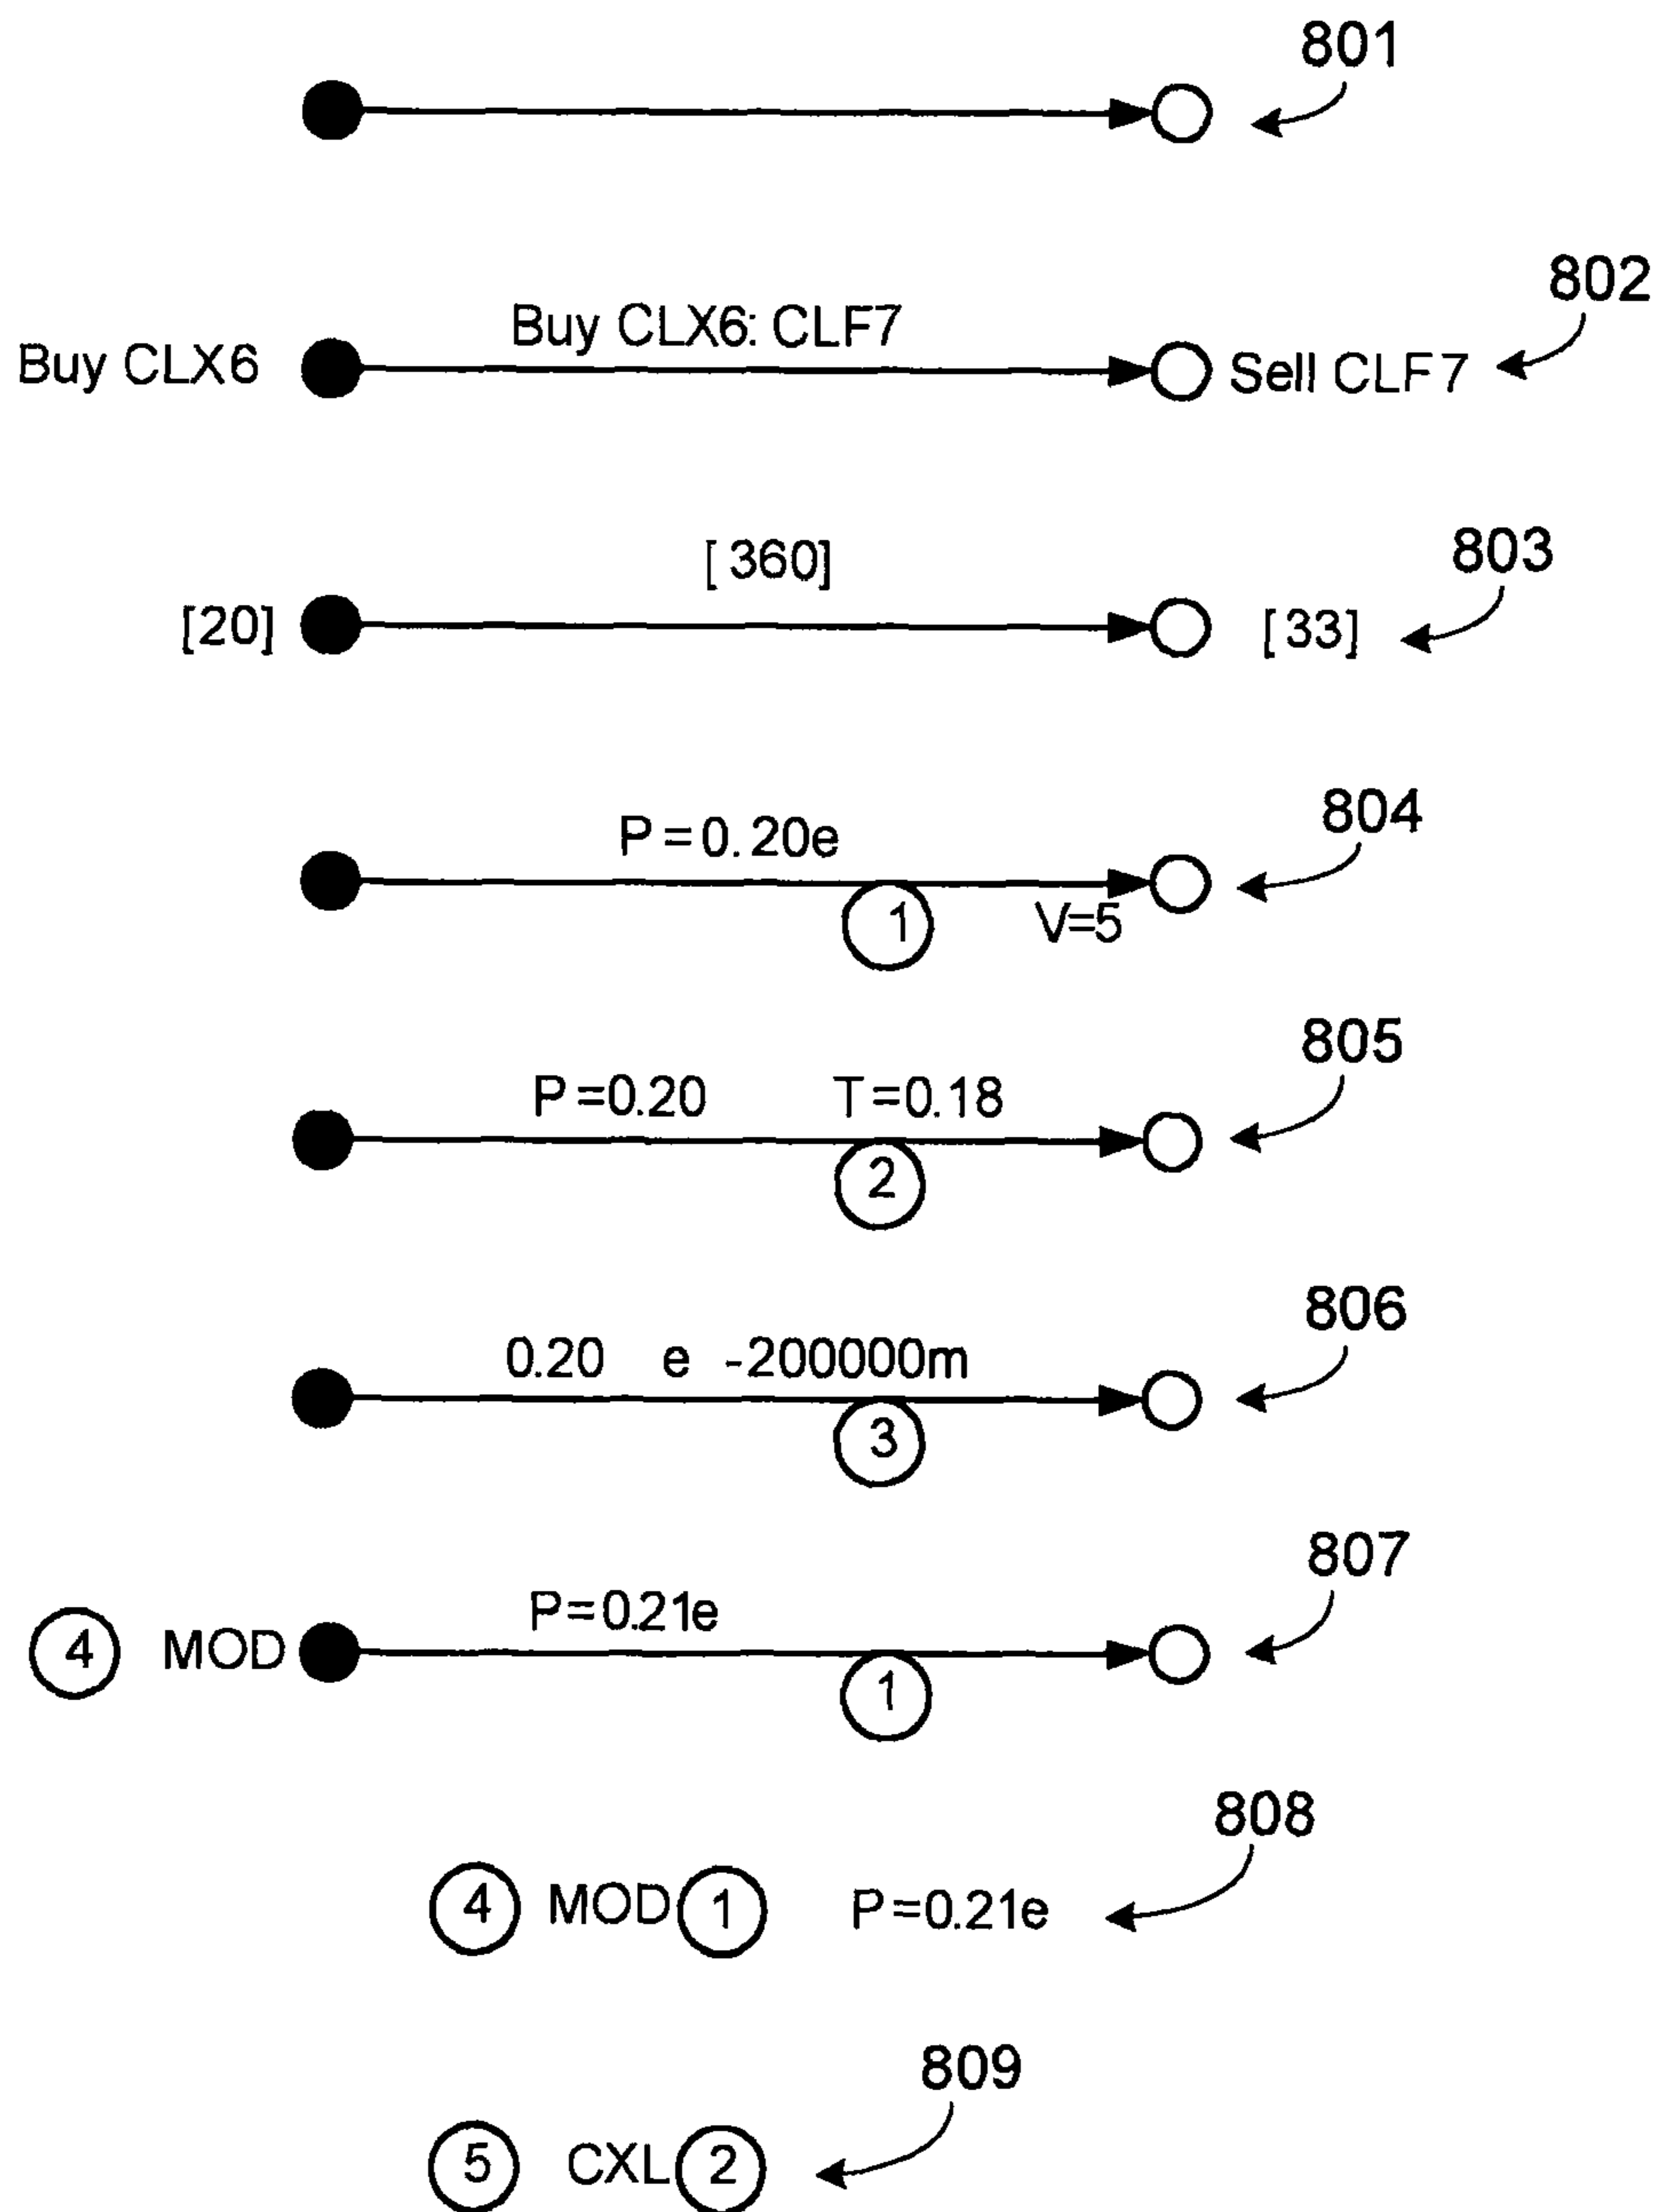 801
802
Buy CLX6 Buy CLX6: CLF7 Sell CLF7
803
[360]
[20] [33]
804
P=0.20e
1 V=5
805
P=0.20 T=0.18
2
806
0.20 e -200000m
3
807
P=0.21e
4 MOD
1
808
4 MOD 1 P=0.21e
809
5 CXL 2